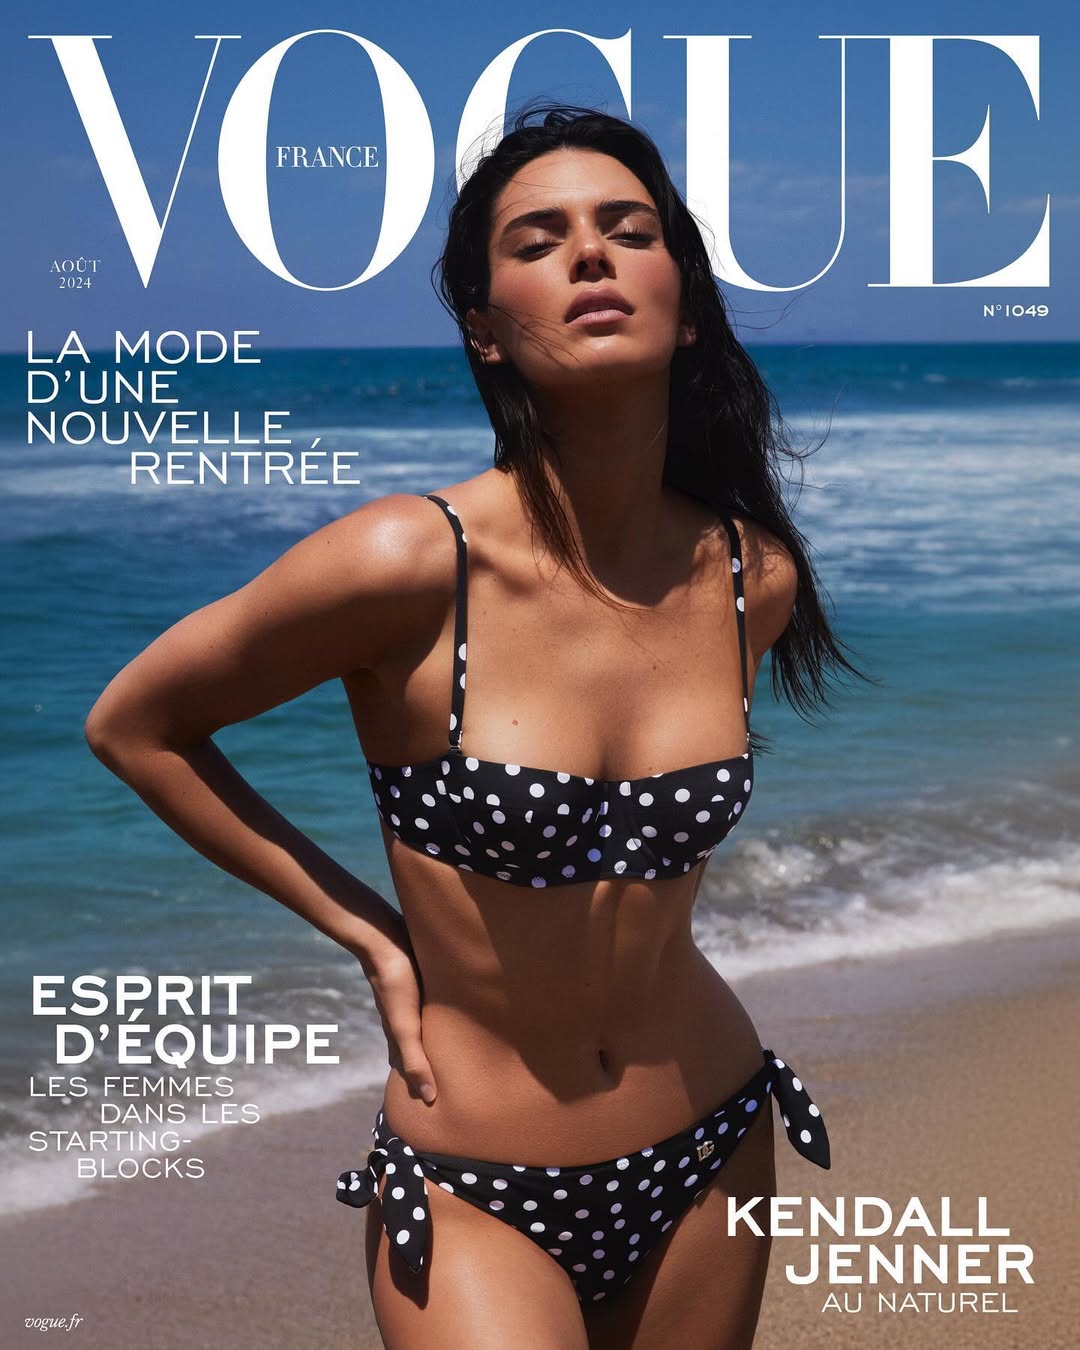 VOGUE
FRANCE
AOÛT
2024
N°1049
LA MODE
D'UNE
NOUVELLE
RENTRÉE
ESPRIT
D'ÉQUIPE
LES FEMMES
DANS LES
STARTING-
BLOCKS
KENDALL
JENNER
AU NATUREL
vogue.fr
DG